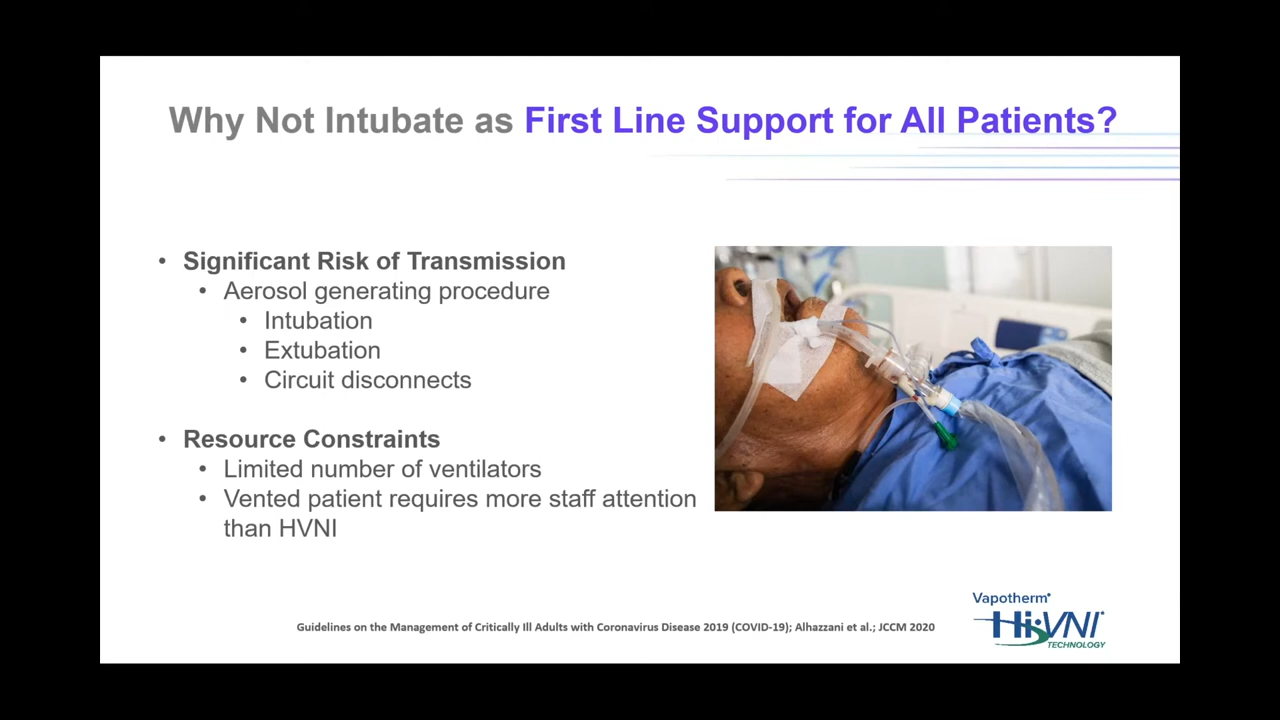 Why Not Intubate as First Line Support for All Patients?
• Significant Risk of Transmission
• Aerosol generating procedure
• Intubation
• Extubation
• Circuit disconnects
• Resource Constraints
• Limited number of ventilators
• Vented patient requires more staff attention
than HVNI
Guidelines on the Management of Critically Ill Adults with Coronavirus Disease 2019 (COVID-19); Alhazzani et al.; JCCM 2020
Vapotherm®
Hi-VNI®
TECHNOLOGY